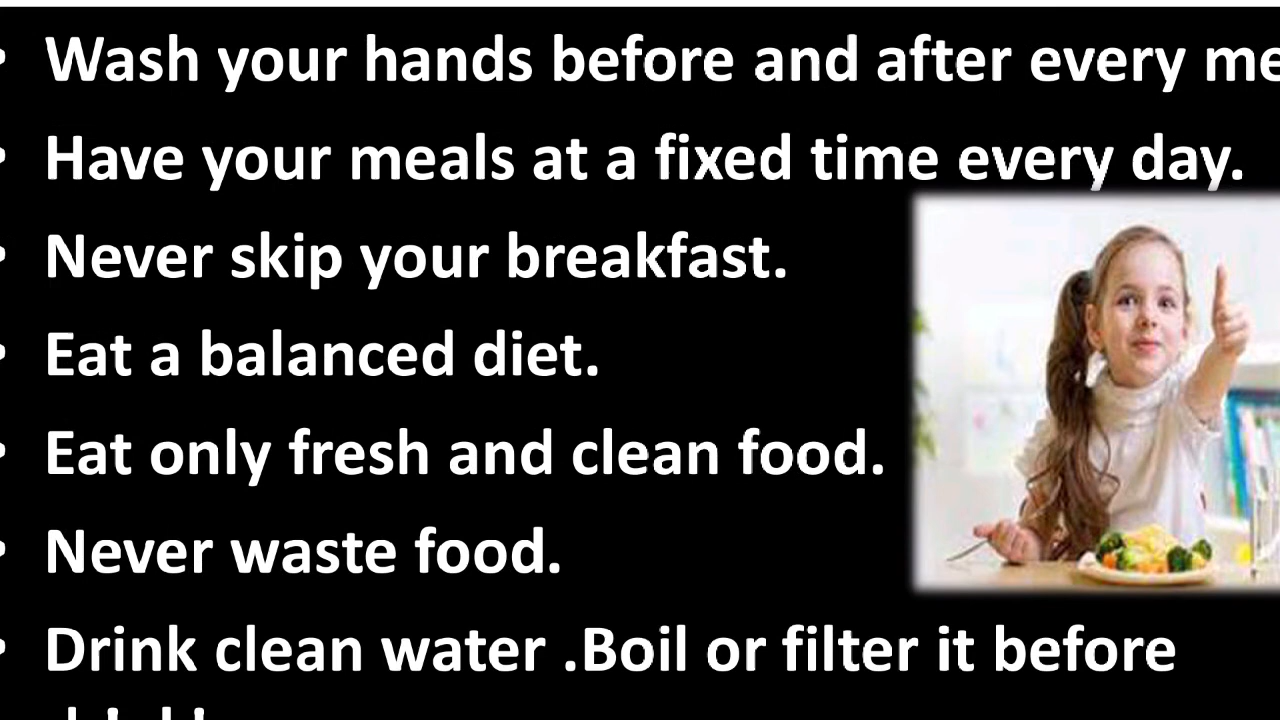 • Wash your hands before and after every
• Have your meals at a fixed time every day.
• Never skip your breakfast.
• Eat a balanced diet.
• Eat only fresh and clean food.
• Never waste food.
• Drink clean water .Boil or filter it before